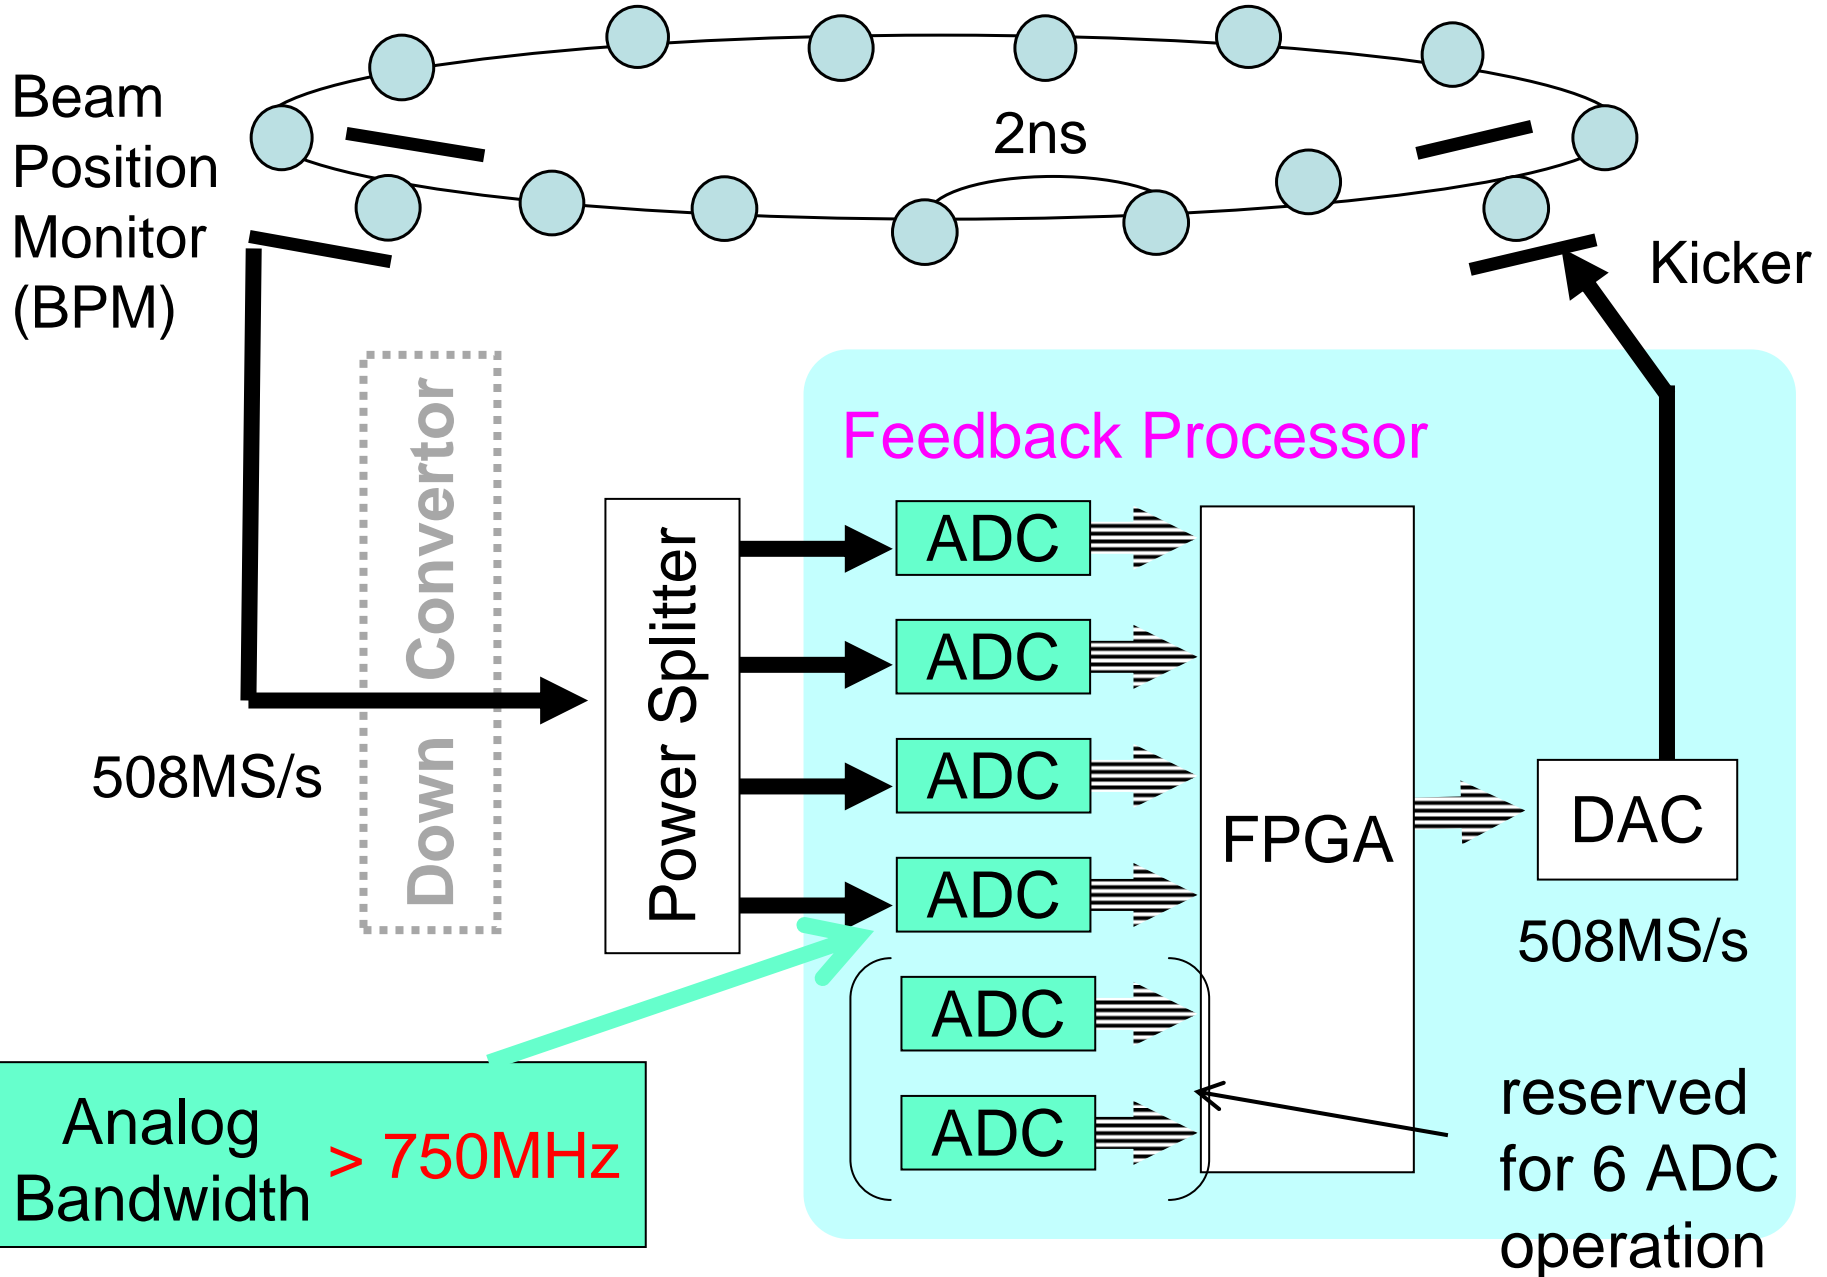 Beam
Position
Monitor
(BPM)
2ns
Kicker
Down Convertor
508MS/s
Power Splitter
Feedback Processor
ADC
ADC
ADC
ADC
ADC
ADC
FPGA
DAC
508MS/s
reserved
for 6 ADC
operation
Analog
Bandwidth
> 750MHz